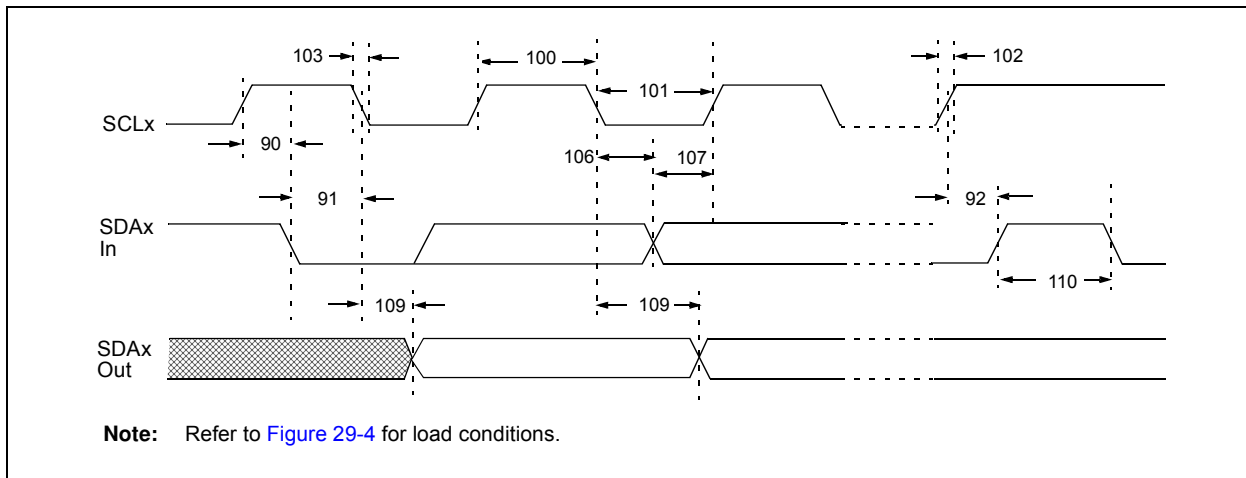 103
100
102
101
SCLx
90
106
107
91
92
SDAx
In
110
109
109
SDAx
Out
Note: Refer to Figure 29-4 for load conditions.